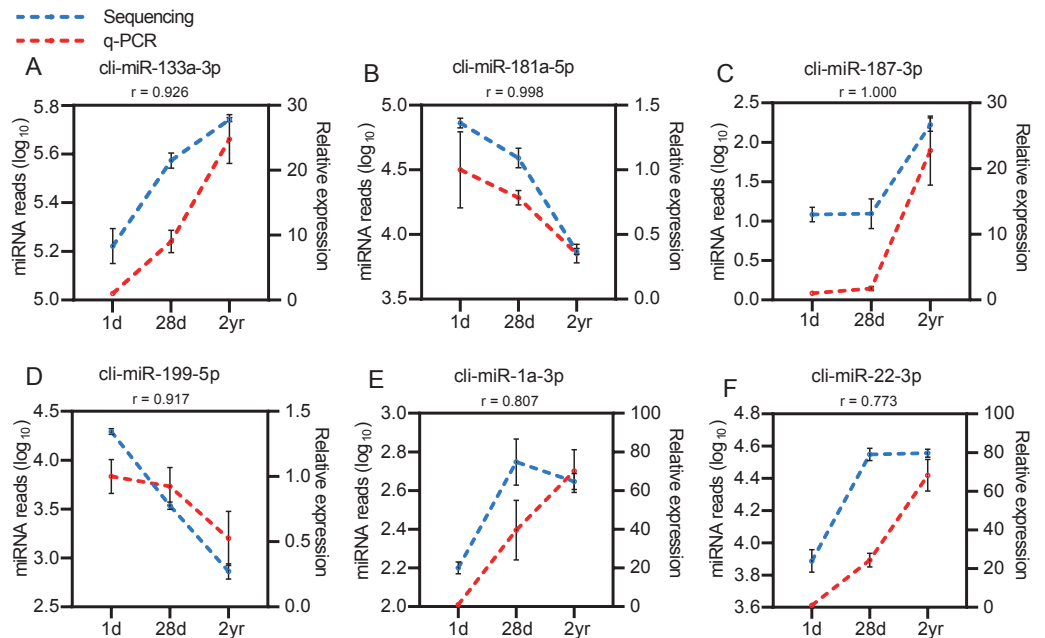 Sequencing
q-PCR
A
cli-miR-133a-3p
r = 0.926
5.8
5.6
5.4
5.2
5.0
miRNA reads (log10)
30
20
10
0
Relative expression
1d 28d 2yr
B
cli-miR-181a-5p
r = 0.998
5.0
4.5
4.0
3.5
miRNA reads (log10)
1.5
1.0
0.5
0.0
Relative expression
1d 28d 2yr
C
cli-miR-187-3p
r = 1.000
2.5
2.0
1.5
1.0
0.5
0.0
miRNA reads (log10)
30
20
10
0
Relative expression
1d 28d 2yr
D
cli-miR-199-5p
r = 0.917
4.5
4.0
3.5
3.0
2.5
miRNA reads (log10)
1.5
1.0
0.5
0.0
Relative expression
1d 28d 2yr
E
cli-miR-1a-3p
r = 0.807
3.0
2.8
2.6
2.4
2.2
2.0
miRNA reads (log10)
100
80
60
40
20
0
Relative expression
1d 28d 2yr
F
cli-miR-22-3p
r = 0.773
4.8
4.6
4.4
4.2
4.0
3.8
3.6
miRNA reads (log10)
100
80
60
40
20
0
Relative expression
1d 28d 2yr